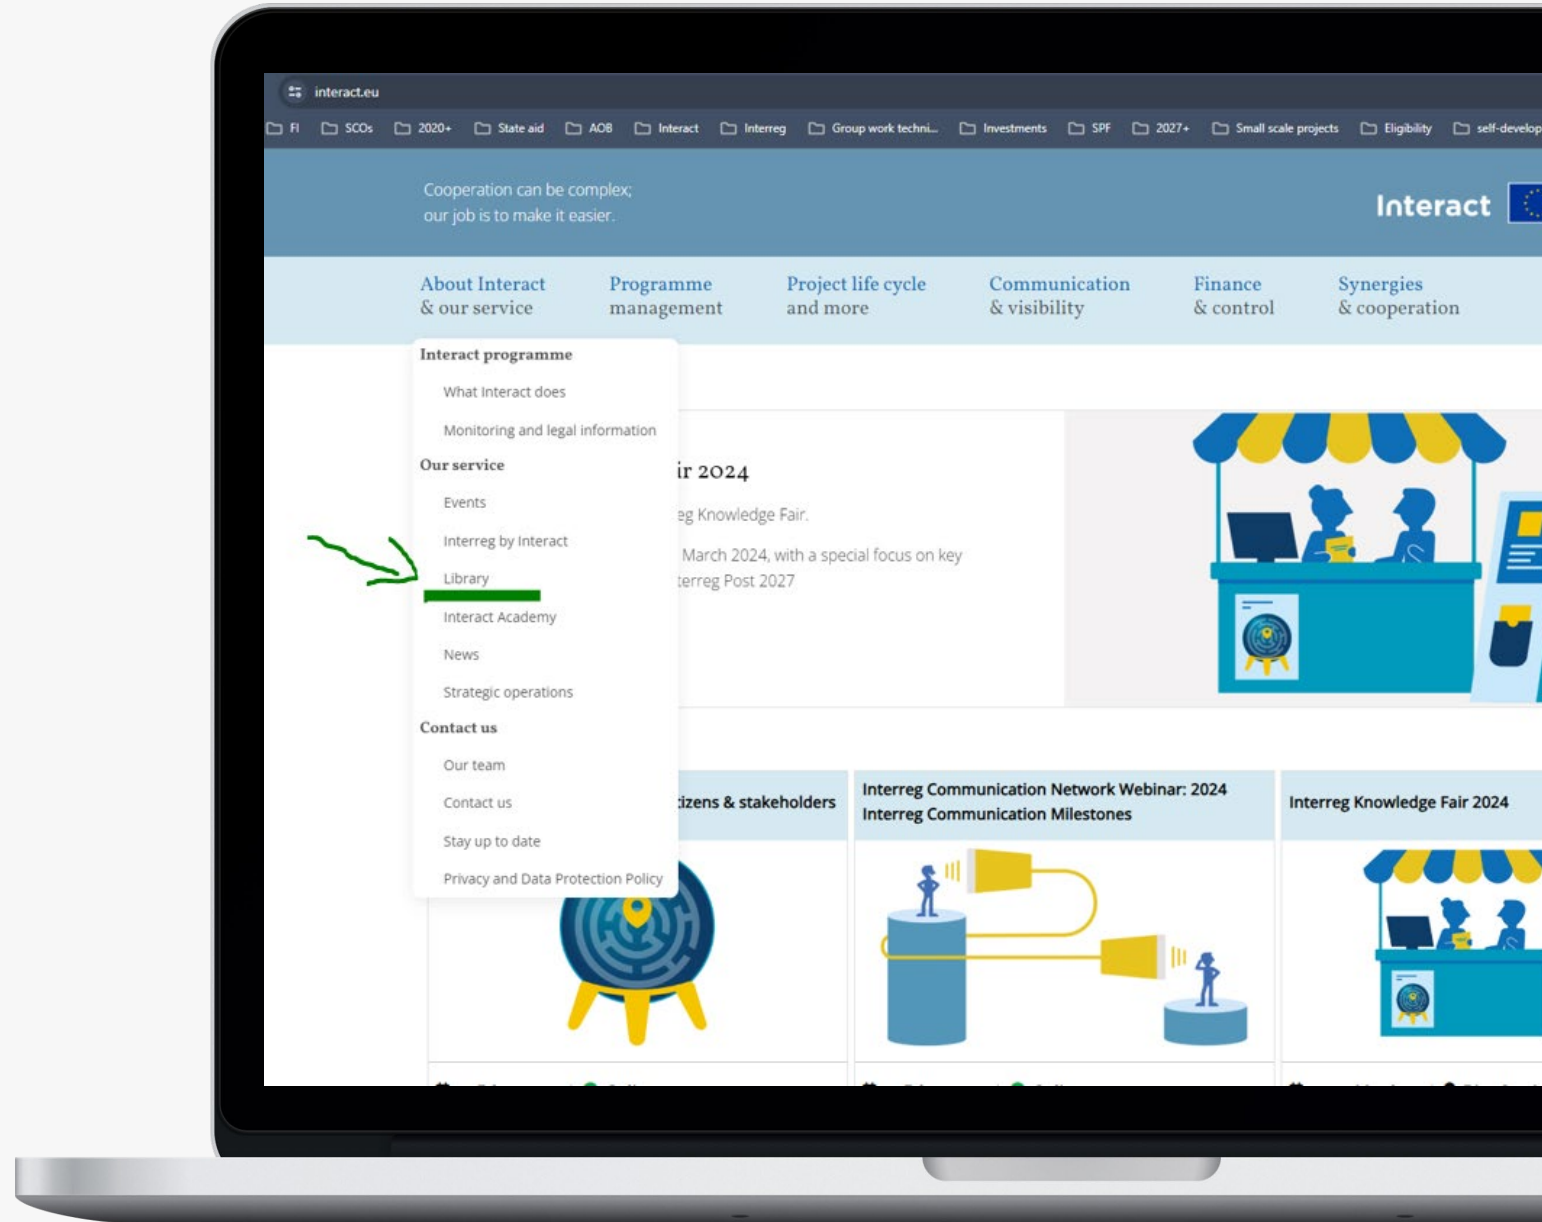 interact.eu
FI SCOs 2020+ State aid AOB Interact Interreg Group work techni... Investments SPF 2027+ Small scale projects Eligibility self-develop
Cooperation can be complex;
our job is to make it easier.
Interact
About Interact
& our service
Programme
management
Project life cycle
and more
Communication
& visibility
Finance
& control
Synergies
& cooperation
Interact programme
What Interact does
Monitoring and legal information
Our service
Events
Interreg by Interact
Library
Interact Academy
News
Strategic operations
Contact us
Our team
Contact us
Stay up to date
Privacy and Data Protection Policy
ir 2024
eg Knowledge Fair.
March 2024, with a special focus on key
terreg Post 2027
tizens & stakeholders
Interreg Communication Network Webinar: 2024
Interreg Communication Milestones
Interreg Knowledge Fair 2024